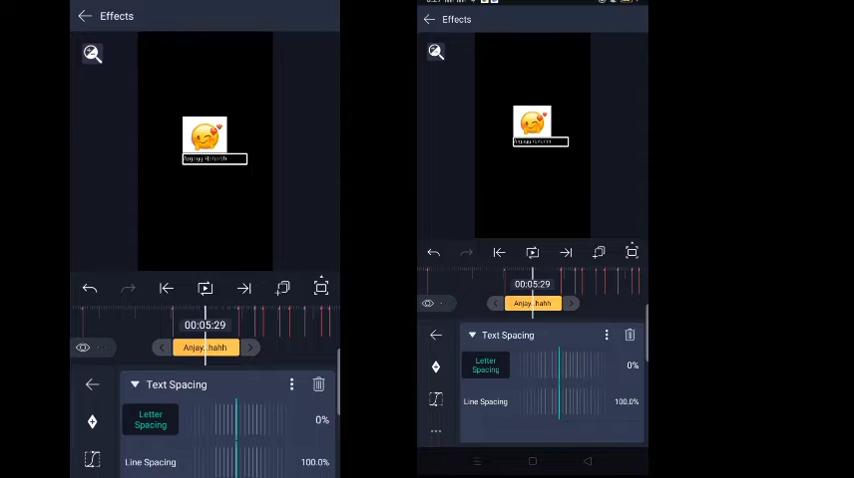 Effects
00:05:29
Anjay...hahh
Text Spacing
Letter
Spacing
0%
Line Spacing
100.0%
Effects
00:05:29
Anjay...hahh
Text Spacing
Letter
Spacing
0%
Line Spacing
100.0%